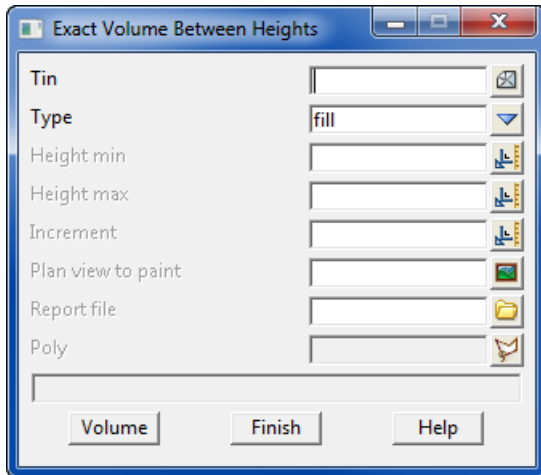 Exact Volume Between Heights
Tin
Type fill
Height min
Height max
Increment
Plan view to paint
Report file
Poly
Volume Finish Help